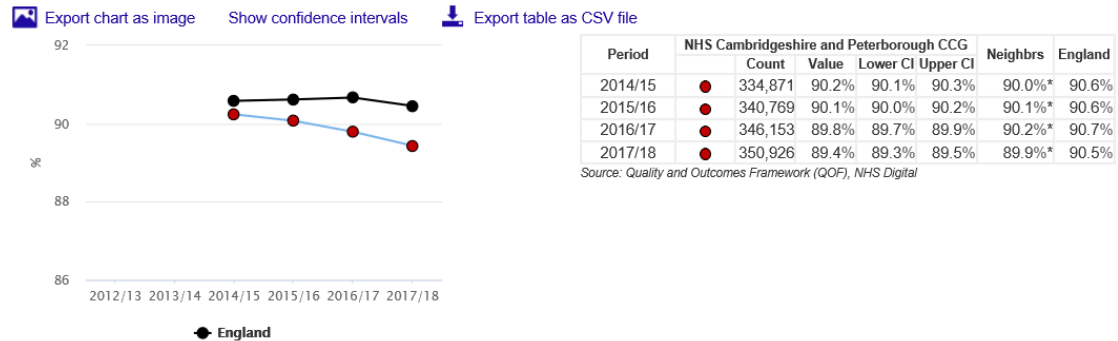 Export chart as image Show confidence intervals Export table as CSV file
92
90
%
88
86
2012/13 2013/14 2014/15 2015/16 2016/17 2017/18
England
Period NHS Cambridgeshire and Peterborough CCG Neighbrs England
Count Value Lower CI Upper CI
2014/15 334,871 90.2% 90.1% 90.3% 90.0%* 90.6%
2015/16 340,769 90.1% 90.0% 90.2% 90.1%* 90.6%
2016/17 346,153 89.8% 89.7% 89.9% 90.2%* 90.7%
2017/18 350,926 89.4% 89.3% 89.5% 89.9%* 90.5%
Source: Quality and Outcomes Framework (QOF), NHS Digital